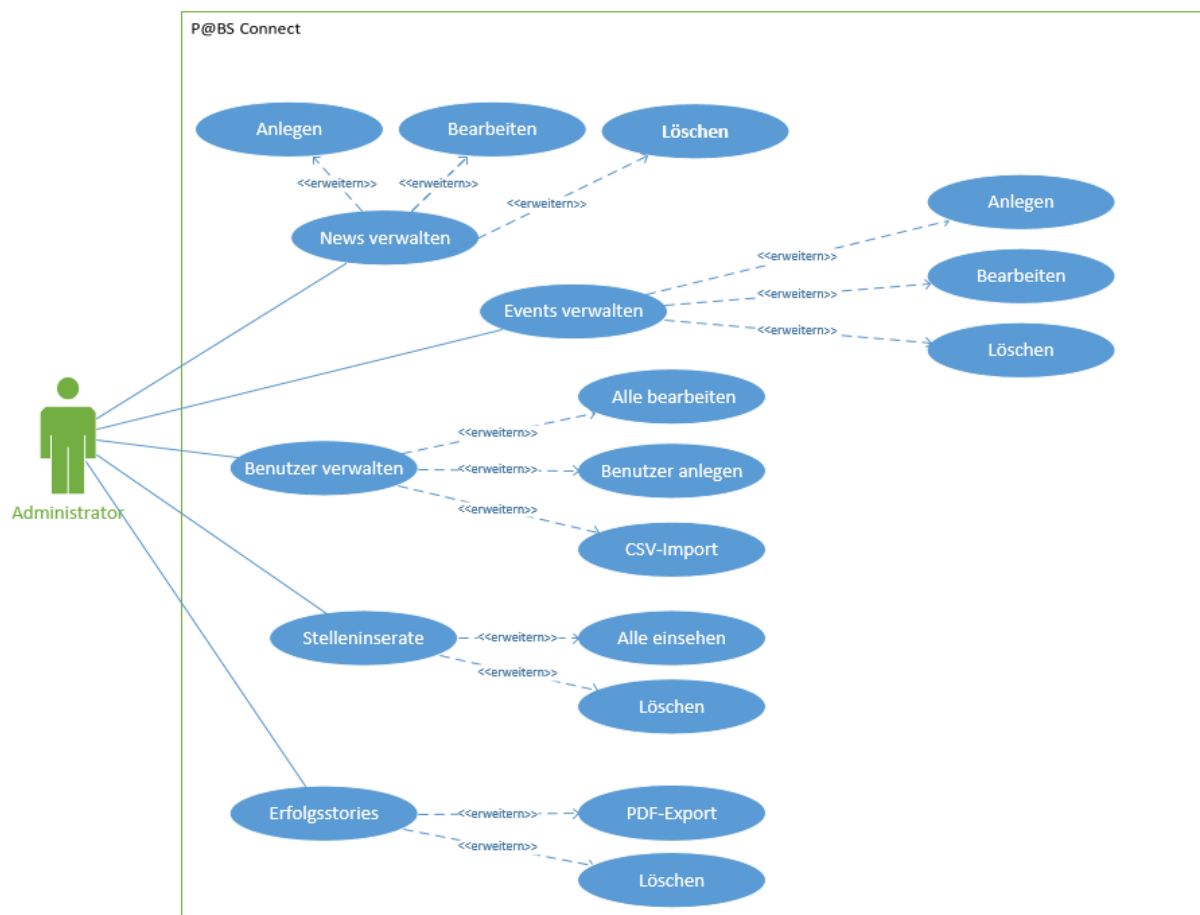 P@BS Connect
Anlegen
Bearbeiten
Löschen
<<erweitern>>
<<erweitern>>
<<erweitern>>
News verwalten
Anlegen
<<erweitern>>
Bearbeiten
<<erweitern>>
Events verwalten
<<erweitern>>
Löschen
Alle bearbeiten
<<erweitern>>
Benutzer verwalten
<<erweitern>>
Benutzer anlegen
<<erweitern>>
CSV-Import
Administrator
Stelleninserate
<<erweitern>>
Alle einsehen
<<erweitern>>
Löschen
Erfolgsstories
<<erweitern>>
PDF-Export
<<erweitern>>
Löschen